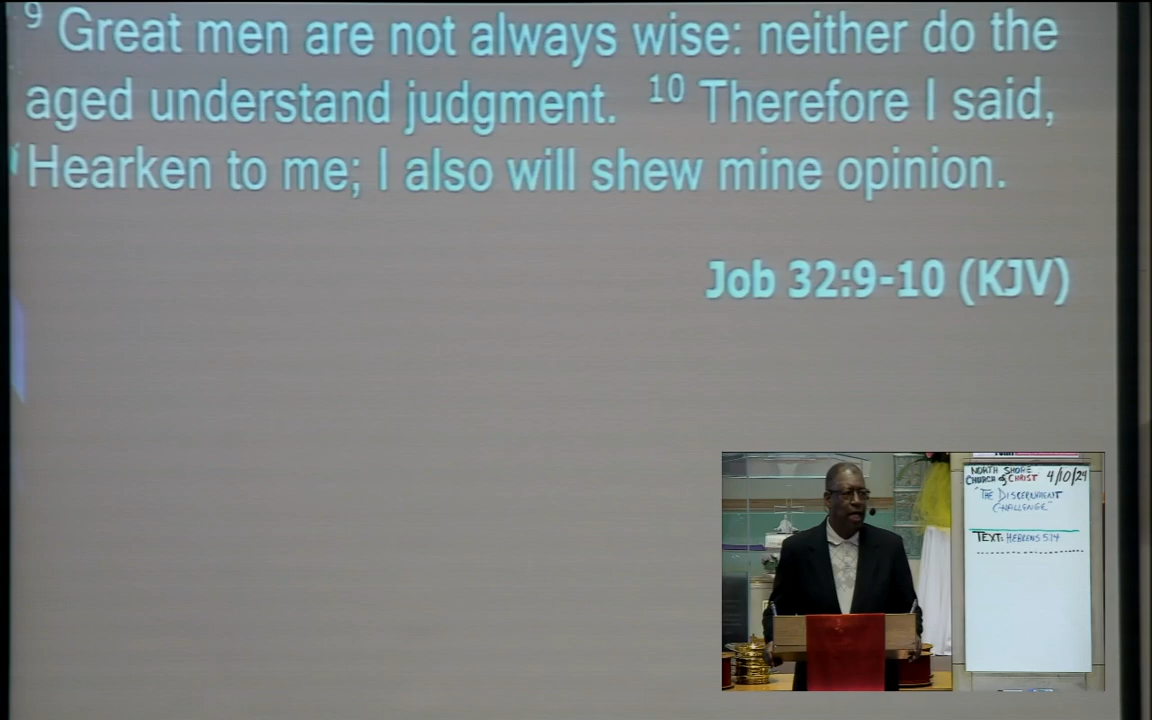 9 Great men are not always wise: neither do the
aged understand judgment. 10 Therefore I said,
Hearken to me; I also will shew mine opinion.
Job 32:9-10 (KJV)
NORTH SHORE
CHURCH of CHRIST 4/10/24
"THE DISCERNMENT
CHALLENGE"
TEXT: HEBREWS 5:14